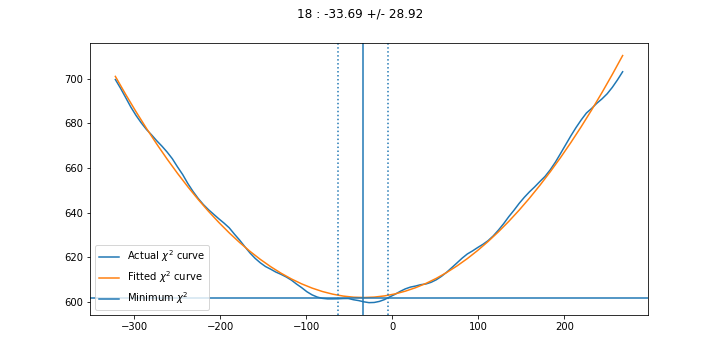 18 : -33.69 +/- 28.92
700
680
660
640
620
600
Actual χ² curve
Fitted χ² curve
Minimum χ²
−300 −200 −100 0 100 200